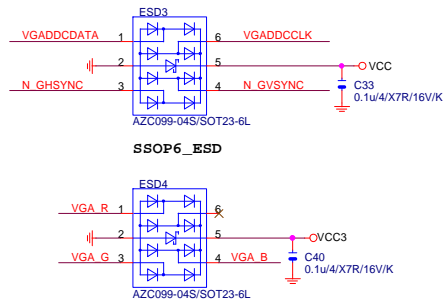 ESD3
VGADDCDATA 1 6 VGADDCCLK
2 5 VCC
N_GHSYNC 3 4 N_GVSYNC
C33
0.1u/4/X7R/16V/K
AZC099-04S/SOT23-6L
SSOP6_ESD
ESD4
VGA_R 1 6
2 5 VCC3
VGA_G 3 4 VGA_B
C40
0.1u/4/X7R/16V/K
AZC099-04S/SOT23-6L